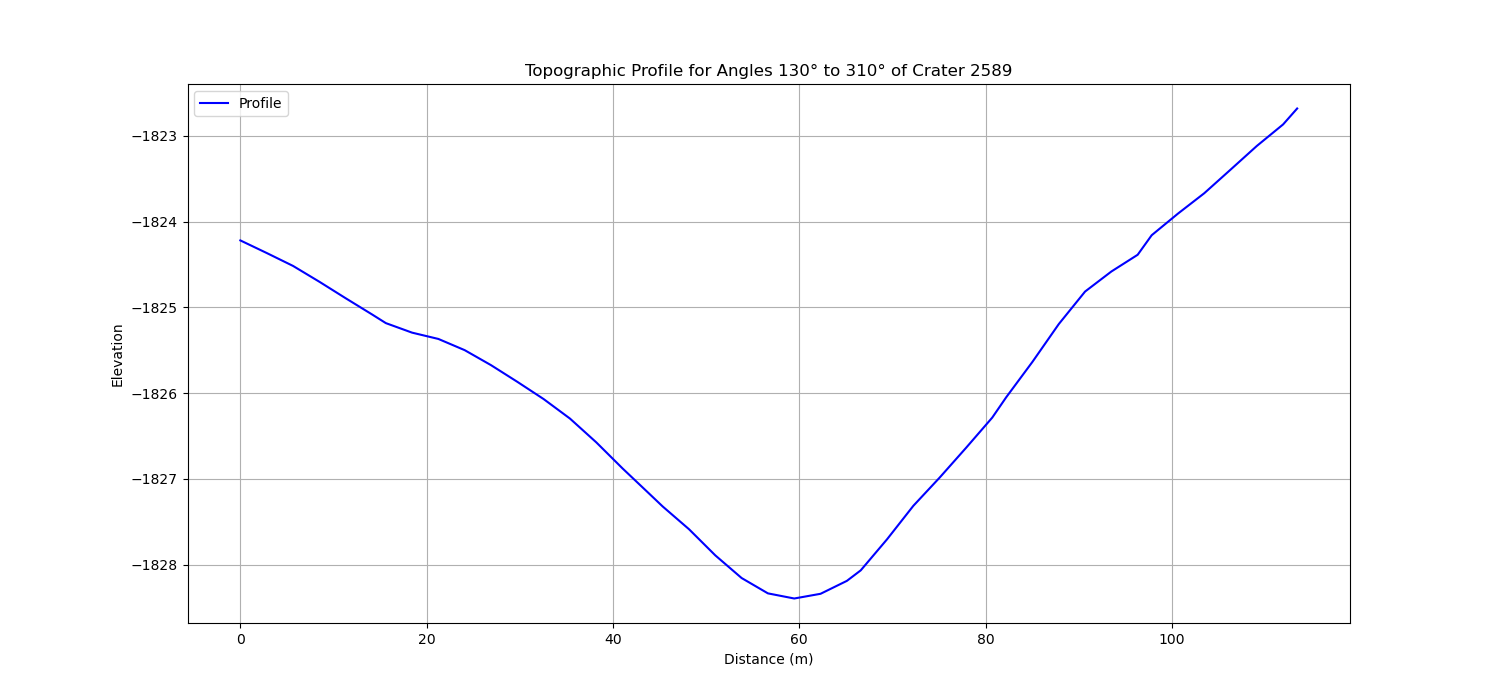 Topographic Profile for Angles 130° to 310° of Crater 2589
Profile
−1823
−1824
−1825
−1826
−1827
−1828
Elevation
0 20 40 60 80 100
Distance (m)